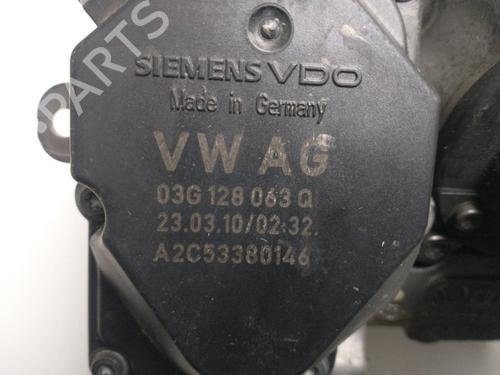 PARTS
SIEMENS VDO
Made in Germany
VW AG
03G 128 063 Q
23.03.10/02:32.
A2C53380146